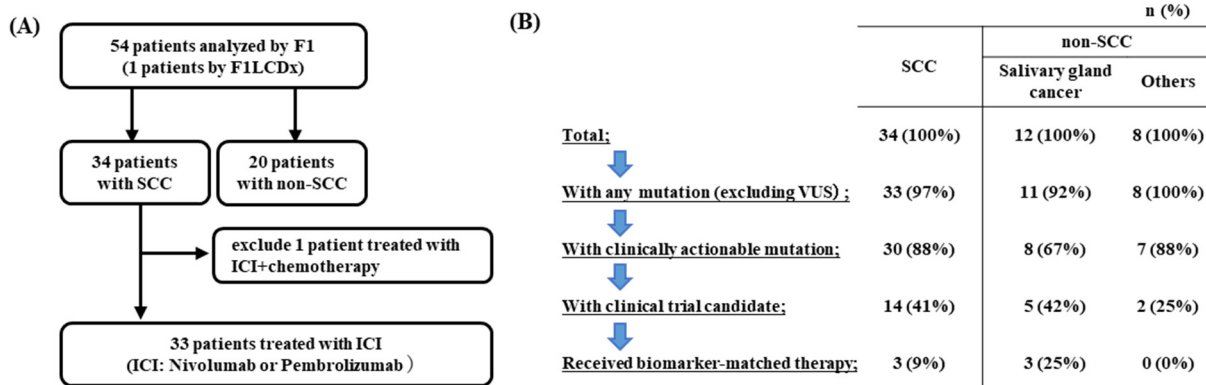 (A)
54 patients analyzed by F1
(1 patients by F1LCDx)
34 patients
with SCC
20 patients
with non-SCC
exclude 1 patient treated with
ICI+chemotherapy
33 patients treated with ICI
(ICI: Nivolumab or Pembrolizumab)
(B)
n (%)
non-SCC
SCC
Salivary gland
cancer
Others
Total; 34 (100%) 12 (100%) 8 (100%)
With any mutation (excluding VUS) ; 33 (97%) 11 (92%) 8 (100%)
With clinically actionable mutation; 30 (88%) 8 (67%) 7 (88%)
With clinical trial candidate; 14 (41%) 5 (42%) 2 (25%)
Received biomarker-matched therapy; 3 (9%) 3 (25%) 0 (0%)